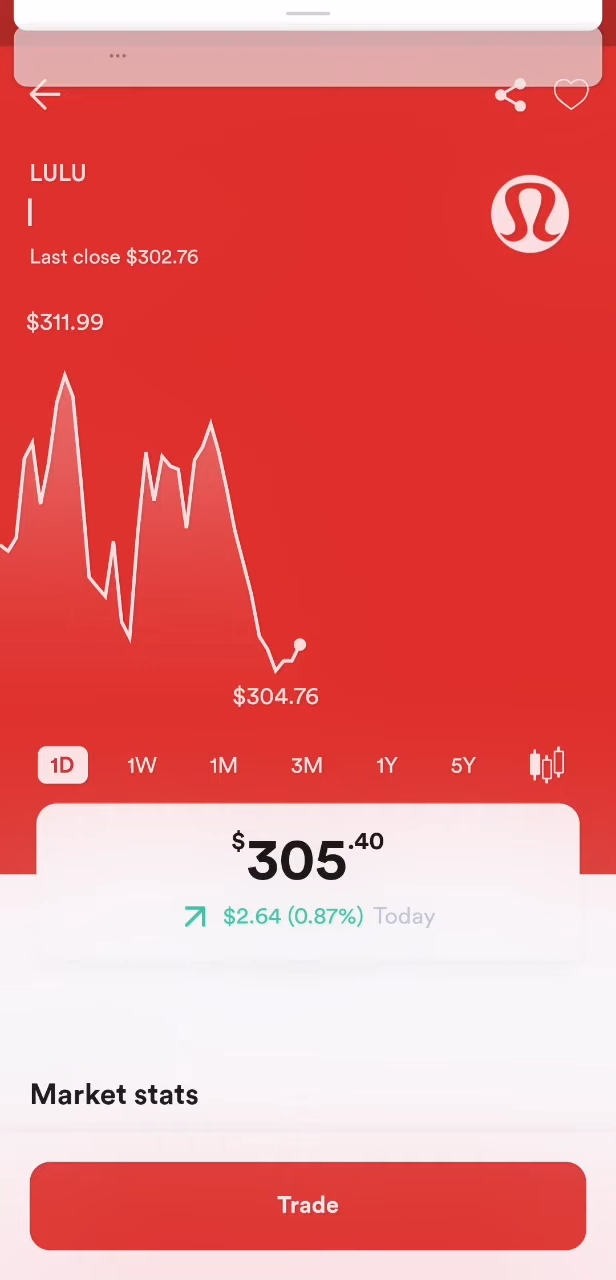 ...
LULU
Last close $302.76
$311.99
$304.76
1D 1W 1M 3M 1Y 5Y
$305.40
$2.64 (0.87%) Today
Market stats
Trade